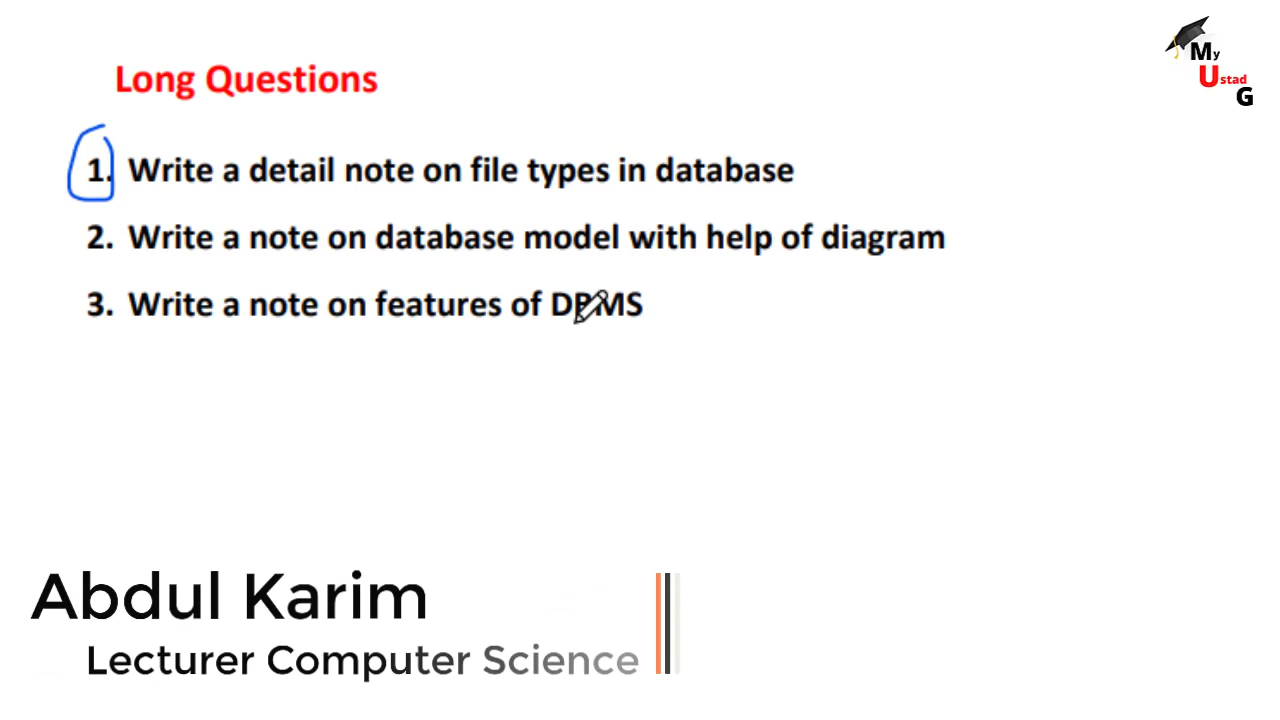 My
Ustad
G
Long Questions
1. Write a detail note on file types in database
2. Write a note on database model with help of diagram
3. Write a note on features of DBMS
Abdul Karim
Lecturer Computer Science